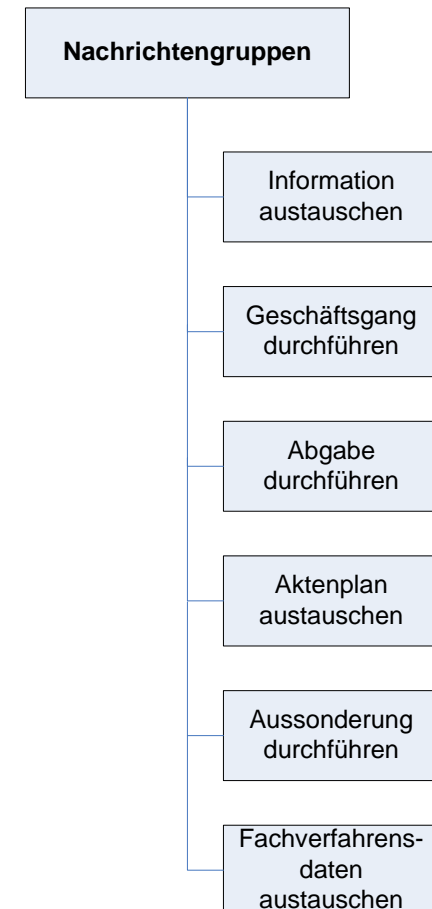 Nachrichtengruppen
Information
austauschen
Geschäftsgang
durchführen
Abgabe
durchführen
Aktenplan
austauschen
Aussonderung
durchführen
Fachverfahrens-
daten
austauschen